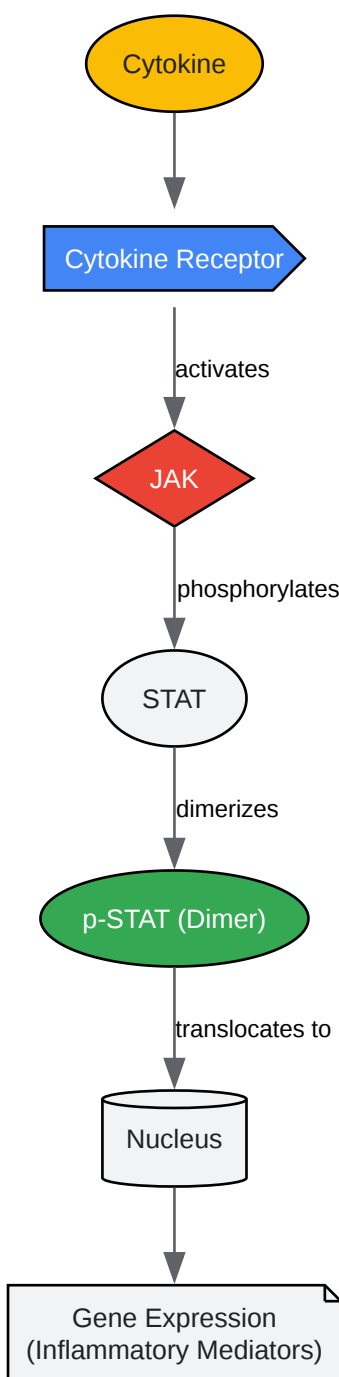 Cytokine
Cytokine Receptor
activates
JAK
phosphorylates
STAT
dimerizes
p-STAT (Dimer)
translocates to
Nucleus
Gene Expression
(Inflammatory Mediators)